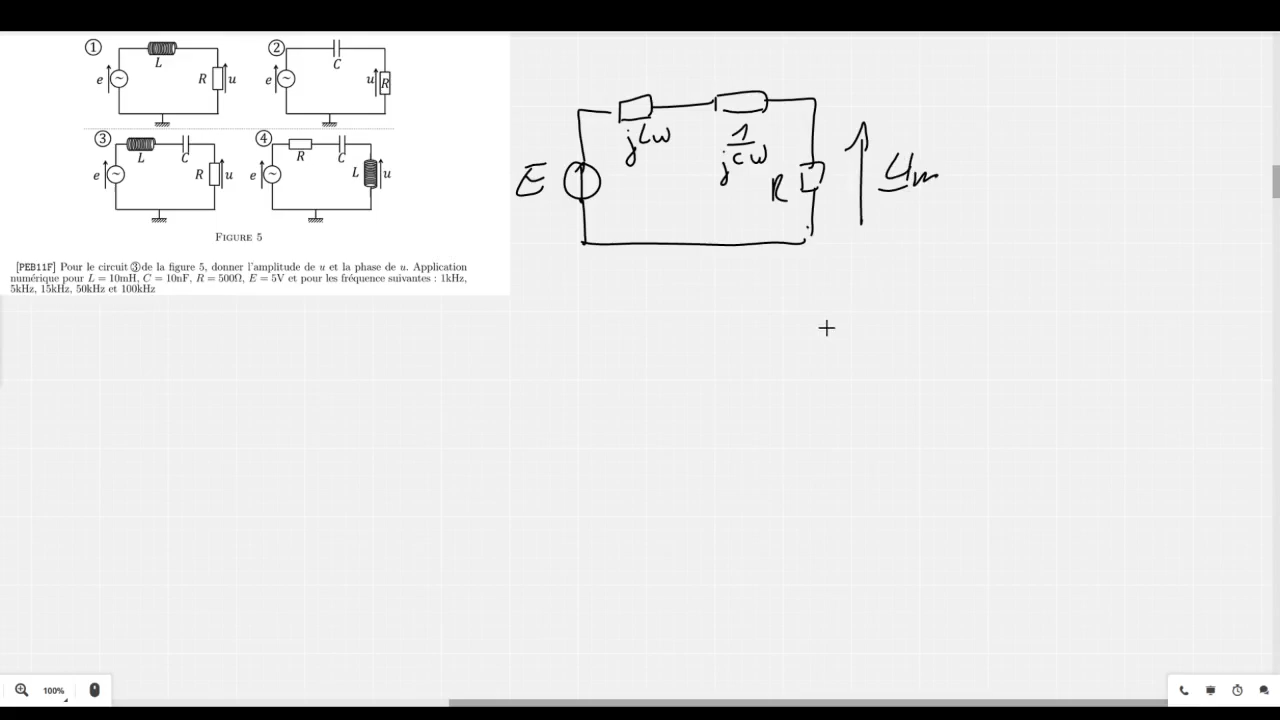 ① L e R u
② C e u R
③ L C e R u
④ R C e L u
FIGURE 5
[PEB11F] Pour le circuit ③de la figure 5, donner l'amplitude de u et la phase de u. Application
numérique pour L = 10mH, C = 10nF, R = 500Ω, E = 5V et pour les fréquence suivantes : 1kHz,
5kHz, 15kHz, 50kHz et 100kHz
E
jLω
1
jCω
R
Um
100%